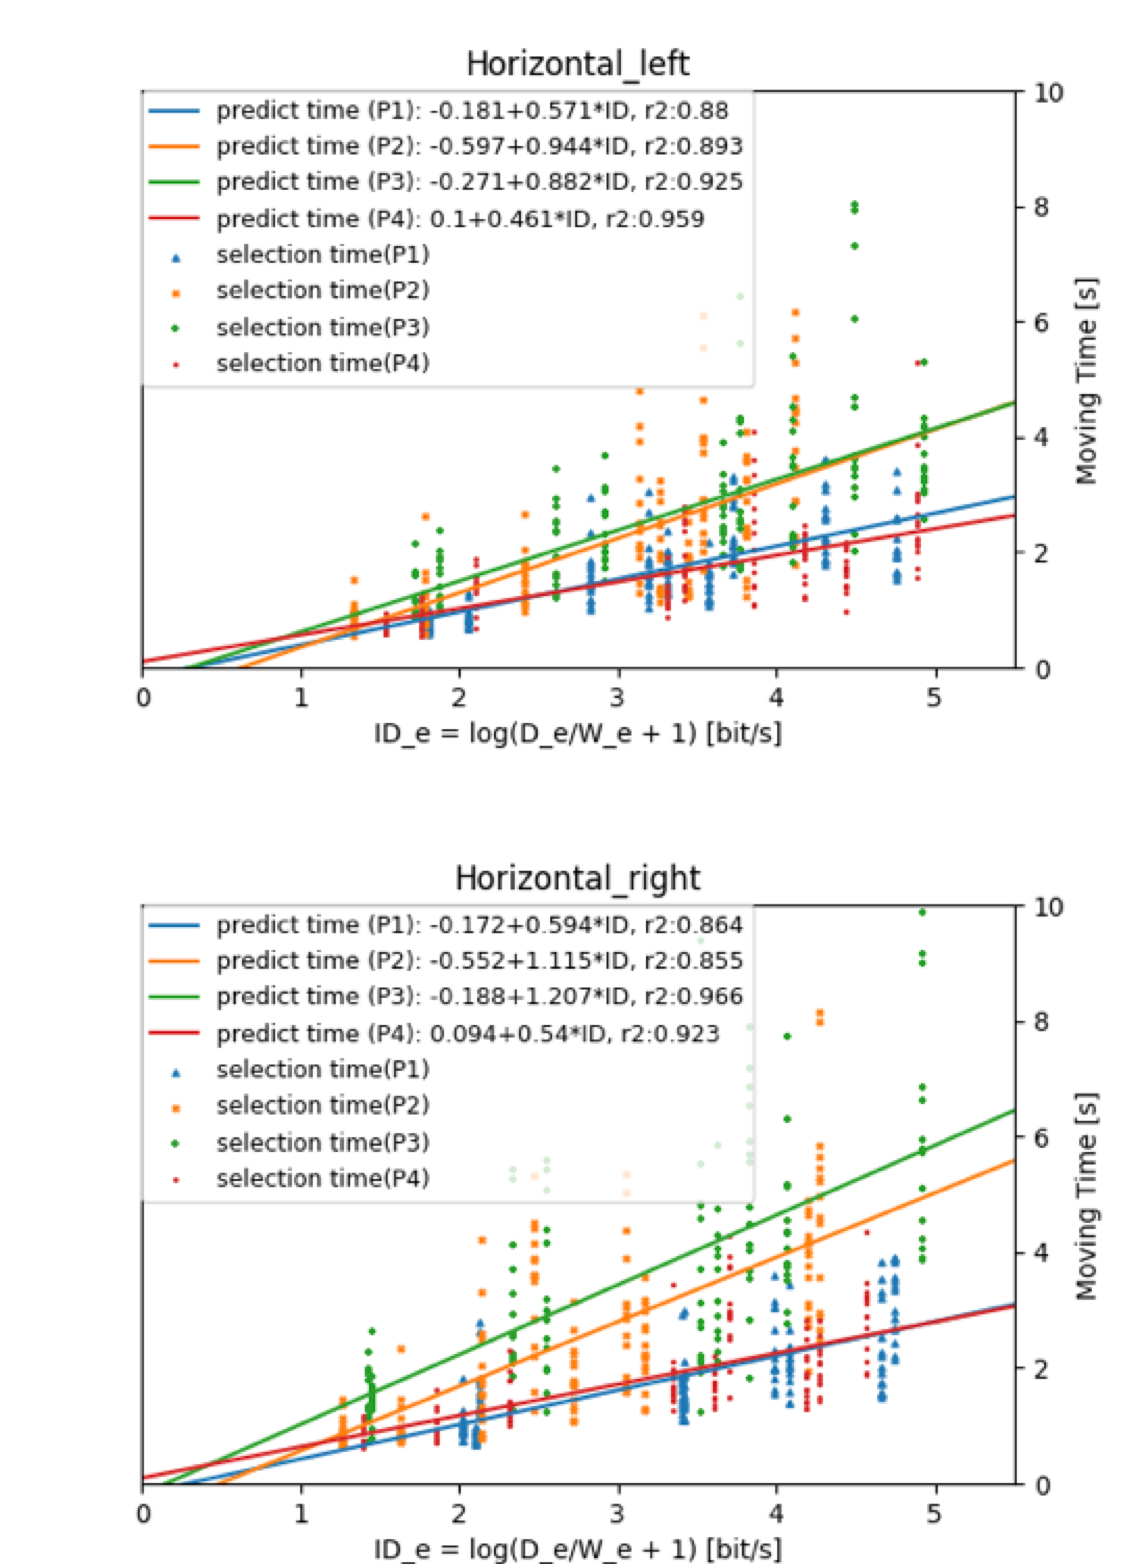 Horizontal_left
predict time (P1): -0.181+0.571*ID, r2:0.88
predict time (P2): -0.597+0.944*ID, r2:0.893
predict time (P3): -0.271+0.882*ID, r2:0.925
predict time (P4): 0.1+0.461*ID, r2:0.959
selection time(P1)
selection time(P2)
selection time(P3)
selection time(P4)
10
8
6
4
2
0
Moving Time [s]
0 1 2 3 4 5
ID_e = log(D_e/W_e + 1) [bit/s]
Horizontal_right
predict time (P1): -0.172+0.594*ID, r2:0.864
predict time (P2): -0.552+1.115*ID, r2:0.855
predict time (P3): -0.188+1.207*ID, r2:0.966
predict time (P4): 0.094+0.54*ID, r2:0.923
selection time(P1)
selection time(P2)
selection time(P3)
selection time(P4)
10
8
6
4
2
0
Moving Time [s]
0 1 2 3 4 5
ID_e = log(D_e/W_e + 1) [bit/s]